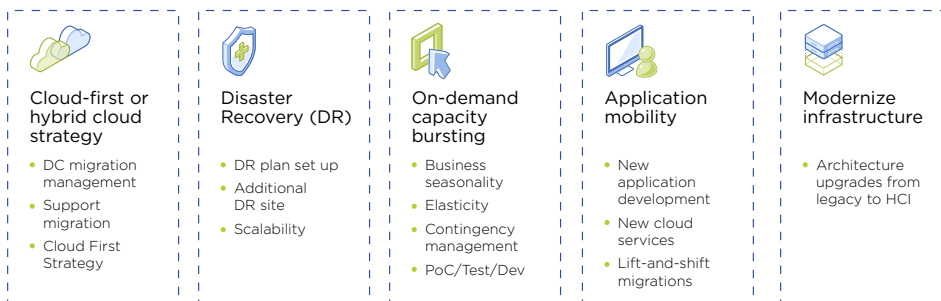 Cloud-first or
hybrid cloud
strategy
• DC migration
management
• Support
migration
• Cloud First
Strategy
Disaster
Recovery (DR)
• DR plan set up
• Additional
DR site
• Scalability
On-demand
capacity
bursting
• Business
seasonality
• Elasticity
• Contingency
management
• PoC/Test/Dev
Application
mobility
• New
application
development
• New cloud
services
• Lift-and-shift
migrations
Modernize
infrastructure
• Architecture
upgrades from
legacy to HCI